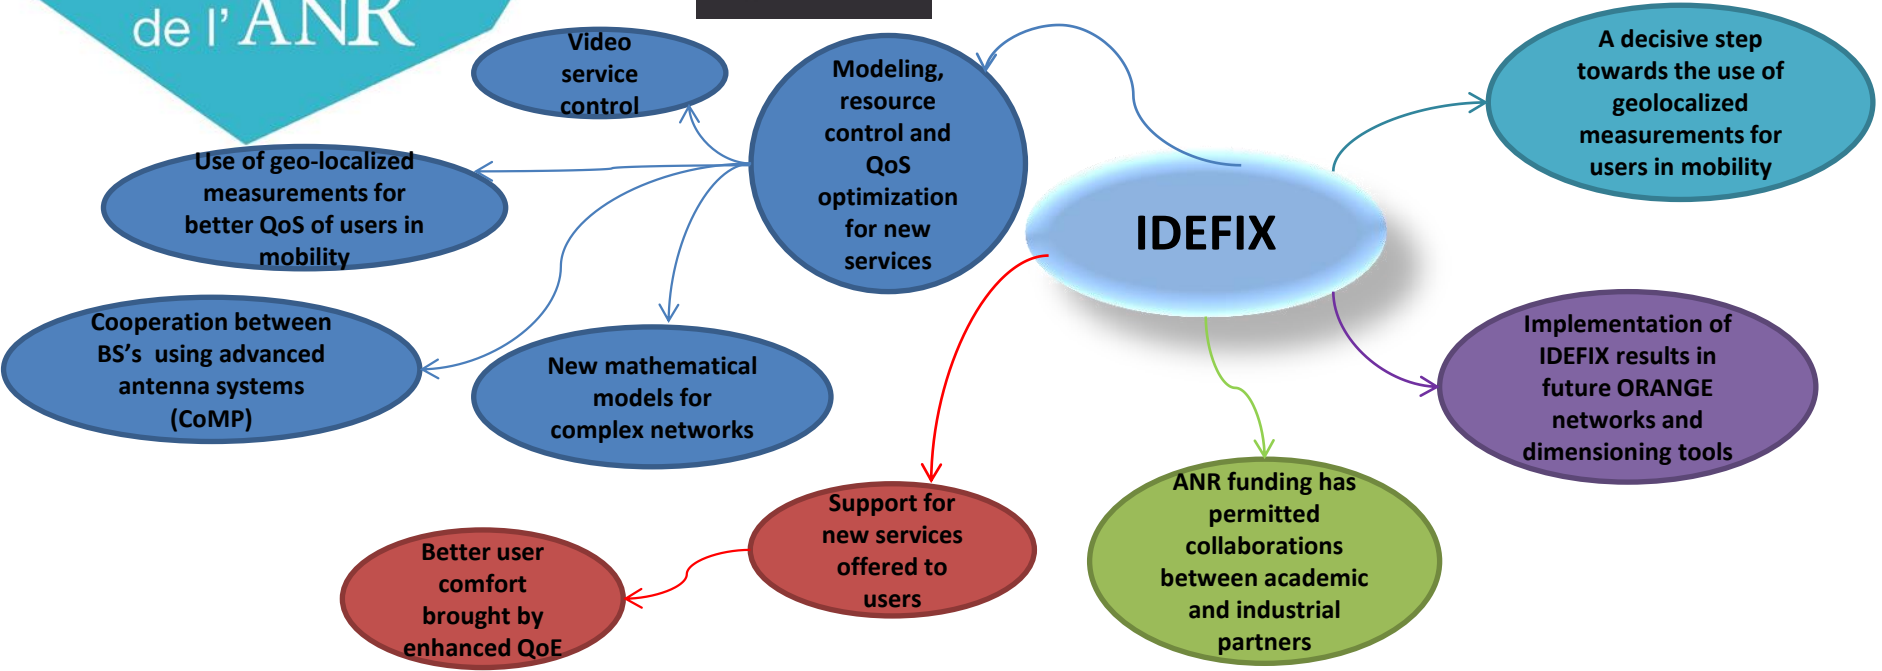 de l'ANR
Video
service
control
Modeling,
resource
control and
QoS
optimization
for new
services
A decisive step
towards the use of
geolocalized
measurements for
users in mobility
Use of geo-localized
measurements for
better QoS of users in
mobility
IDEFIX
Cooperation between
BS's using advanced
antenna systems
(CoMP)
New mathematical
models for
complex networks
Implementation of
IDEFIX results in
future ORANGE
networks and
dimensioning tools
Support for
new services
offered to
users
ANR funding has
permitted
collaborations
between academic
and industrial
partners
Better user
comfort
brought by
enhanced QoE